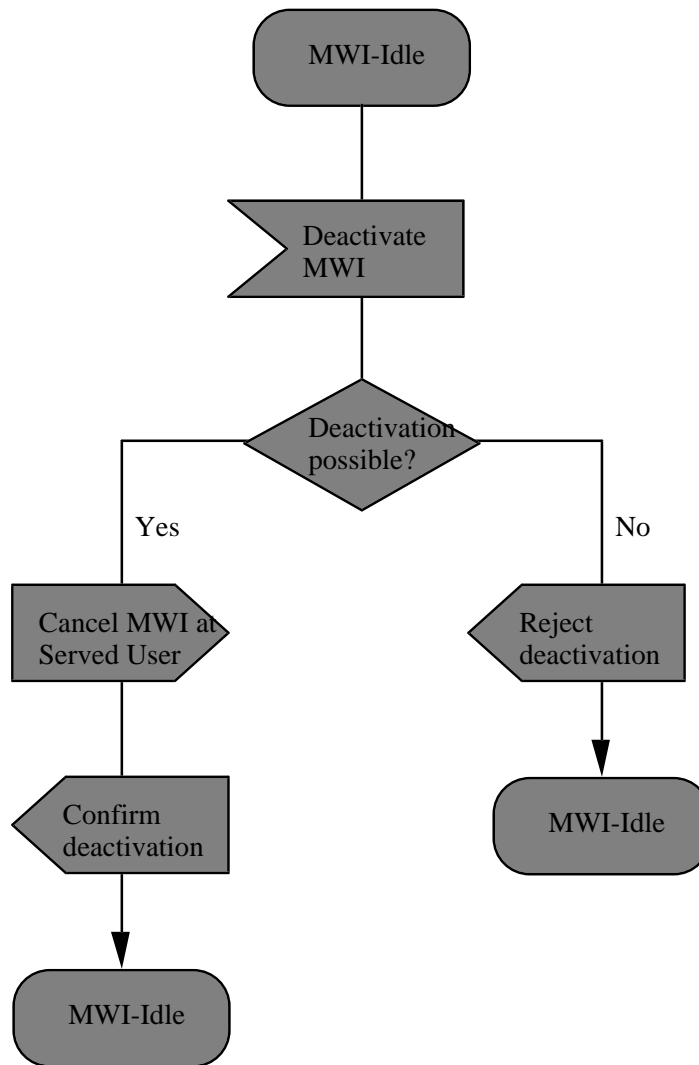 MWI-Idle
Deactivate
MWI
Deactivation
possible?
Yes
No
Cancel MWI at
Served User
Reject
deactivation
Confirm
deactivation
MWI-Idle
MWI-Idle